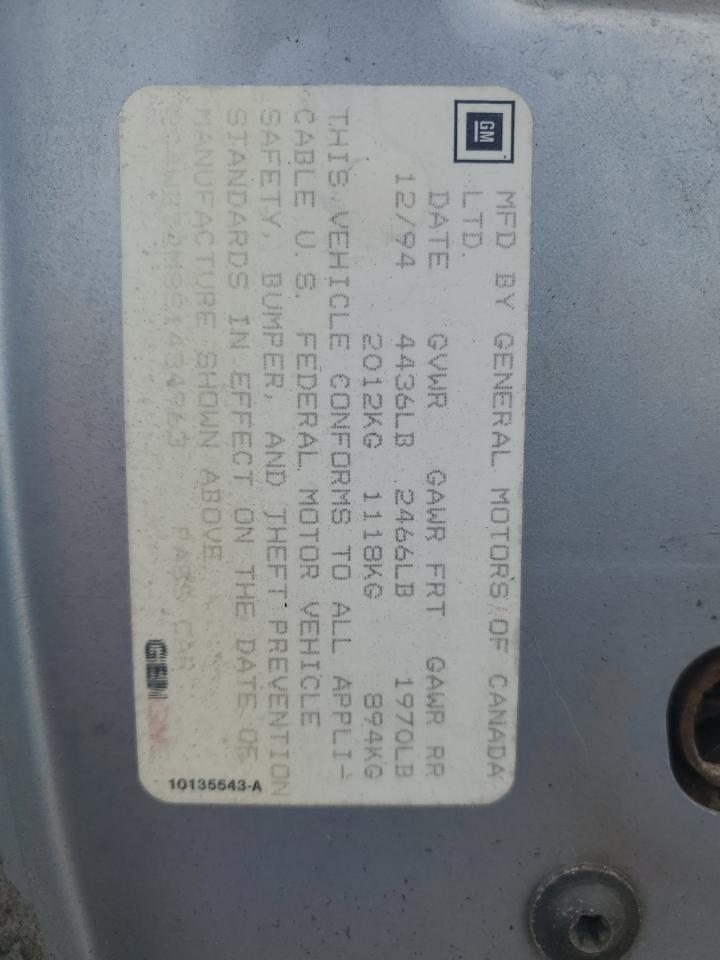 GM
MFD BY GENERAL MOTORS OF CANADA
LTD.
DATE GVWR GAWR FRT GAWR RR
12/94 4436LB 2466LB 1970LB
2012KG 1118KG 894KG
THIS VEHICLE CONFORMS TO ALL APPLI-
CABLE U.S. FEDERAL MOTOR VEHICLE
SAFETY, BUMPER, AND THEFT PREVENTION
STANDARDS IN EFFECT ON THE DATE OF
MANUFACTURE SHOWN ABOVE
PASS CAR
10135543-A